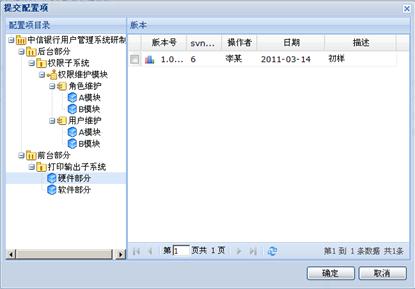 提交配置项
配置项目录
中信银行用户管理系统研制
后台部分
权限子系统
权限维护模块
角色维护
A模块
B模块
用户维护
A模块
B模块
前台部分
打印输出子系统
硬件部分
软件部分
版本
版本号 svn... 操作者 日期 描述
1.0... 6 李某 2011-03-14 初样
第 1 页共 1 页
第1 到 1 条数据 共1条
确定 取消